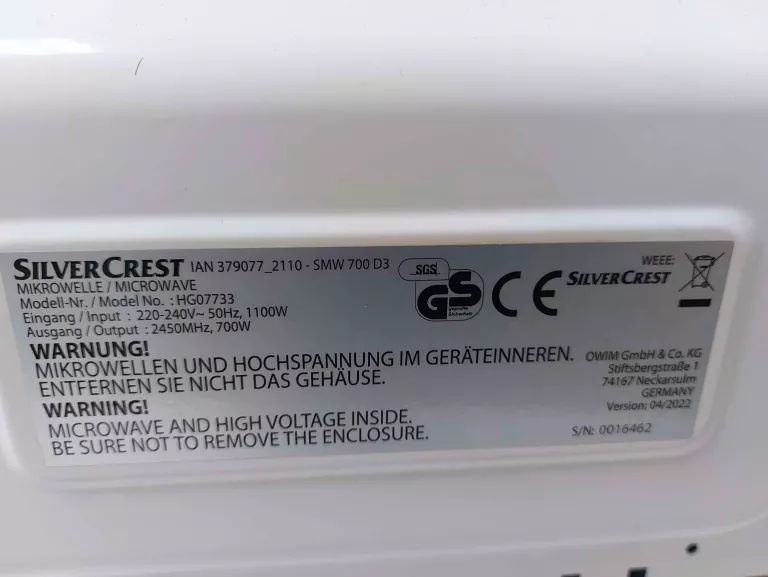 SILVERCREST IAN 379077_2110 - SMW 700 D3
MIKROWELLE / MICROWAVE
Modell-Nr. / Model No. : HG07733
Eingang / Input : 220-240V~ 50Hz, 1100W
Ausgang / Output : 2450MHz, 700W
WARNUNG!
MIKROWELLEN UND HOCHSPANNUNG IM GERÄTEINNEREN.
ENTFERNEN SIE NICHT DAS GEHÄUSE.
WARNING!
MICROWAVE AND HIGH VOLTAGE INSIDE.
BE SURE NOT TO REMOVE THE ENCLOSURE.
SGS
GS
geprüfte
Sicherheit
CE
WEEE:
SILVERCREST
OWIM GmbH & Co. KG
Stiftsbergstraße 1
74167 Neckarsulm
GERMANY
Version: 04/2022
S/N: 0016462